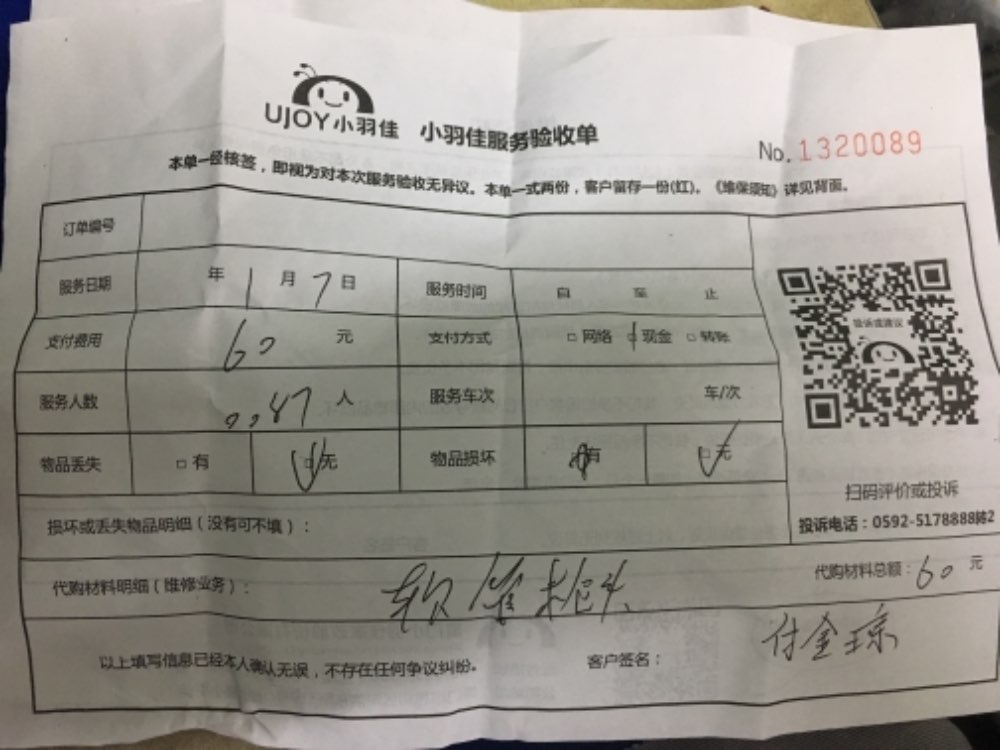 UJOY小羽佳 小羽佳服务验收单
No.1320089
本单一经核签，即视为对本次服务验收无异议。本单一式两份，客户留存一份(红)。《维保须知》详见背面。
订单编号
服务日期 年 1 月 7 日 服务时间 自 至 止
支付费用 60 元 支付方式 □网络 □现金 □转账
服务人数 人 服务车次 车/次
物品丢失 □有 □无 物品损坏 □有 □无
投诉或建议
扫码评价或投诉
投诉电话：0592-5178888转2
损坏或丢失物品明细（没有可不填）：
代购材料明细（维修业务）： 软管 代购材料总额：60 元
以上填写信息已经本人确认无误，不存在任何争议纠纷。 客户签名： 付金琼